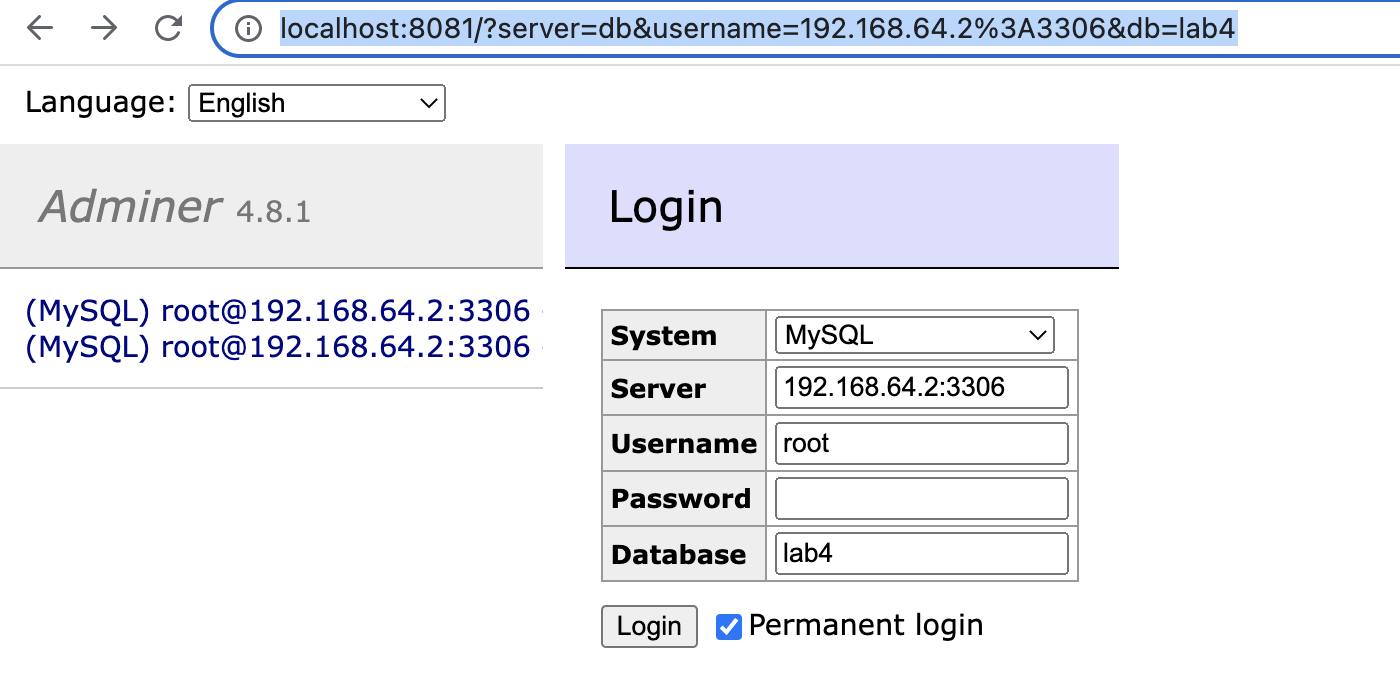 localhost:8081/?server=db&username=192.168.64.2%3A3306&db=lab4
Language: English
Adminer 4.8.1
(MySQL) root@192.168.64.2:3306 -
(MySQL) root@192.168.64.2:3306 -
Login
System MySQL
Server 192.168.64.2:3306
Username root
Password
Database lab4
Login Permanent login